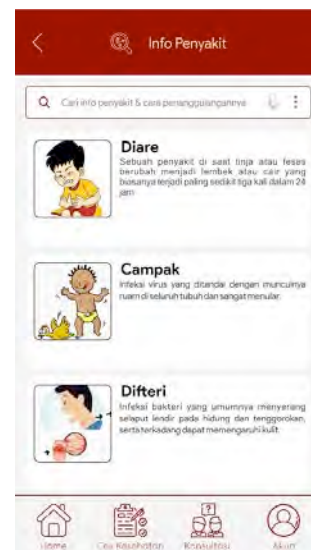 Info Penyakit
Cari info penyakit & cara penanggulangannya
Diare
Sebuah penyakit di saat tinja atau feses
berubah menjadi lembek atau cair yang
biasanya terjadi paling sedikit tiga kali dalam 24
jam
Campak
Infeksi virus yang ditandai dengan munculnya
ruam di seluruh tubuh dan sangat menular.
Difteri
Infeksi bakteri yang umumnya menyerang
selaput lendir pada hidung dan tenggorokan,
serta terkadang dapat memengaruhi kulit.
Home
Cek Kesehatan
Konsultasi
Akun